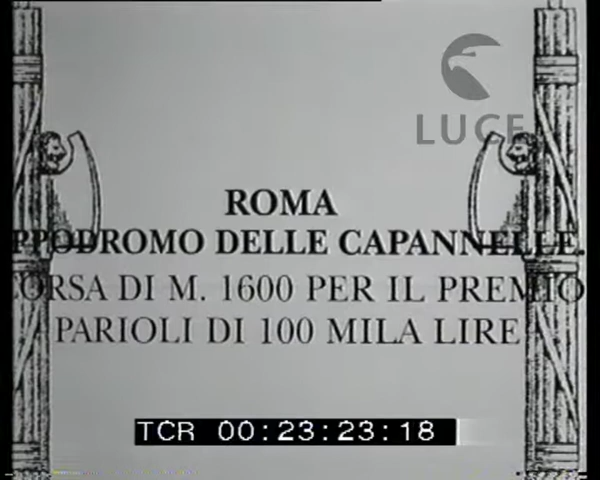 LUCE
ROMA
PPODROMO DELLE CAPANNELLE.
CORSA DI M. 1600 PER IL PREMIO
PARIOLI DI 100 MILA LIRE
TCR 00:23:23:18